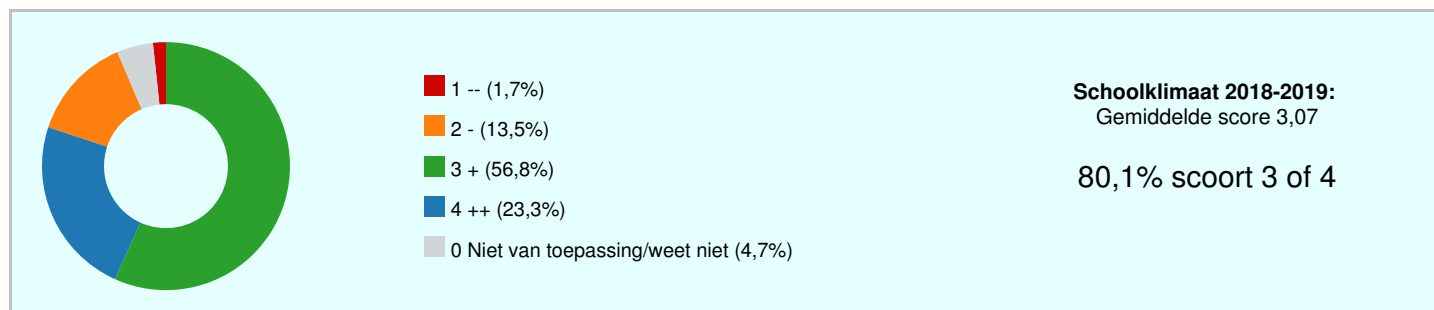 1 -- (1,7%)
2 - (13,5%)
3 + (56,8%)
4 ++ (23,3%)
0 Niet van toepassing/weet niet (4,7%)
Schoolklimaat 2018-2019:
Gemiddelde score 3,07
80,1% scoort 3 of 4